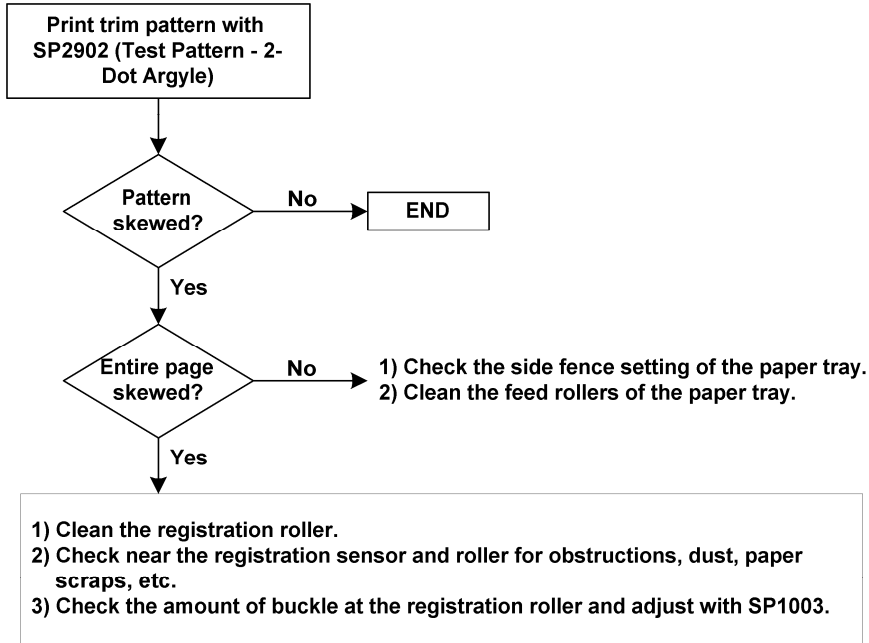 Print trim pattern with
SP2902 (Test Pattern - 2-
Dot Argyle)
Pattern
skewed?
No
END
Yes
Entire page
skewed?
No
1) Check the side fence setting of the paper tray.
2) Clean the feed rollers of the paper tray.
Yes
1) Clean the registration roller.
2) Check near the registration sensor and roller for obstructions, dust, paper
scraps, etc.
3) Check the amount of buckle at the registration roller and adjust with SP1003.